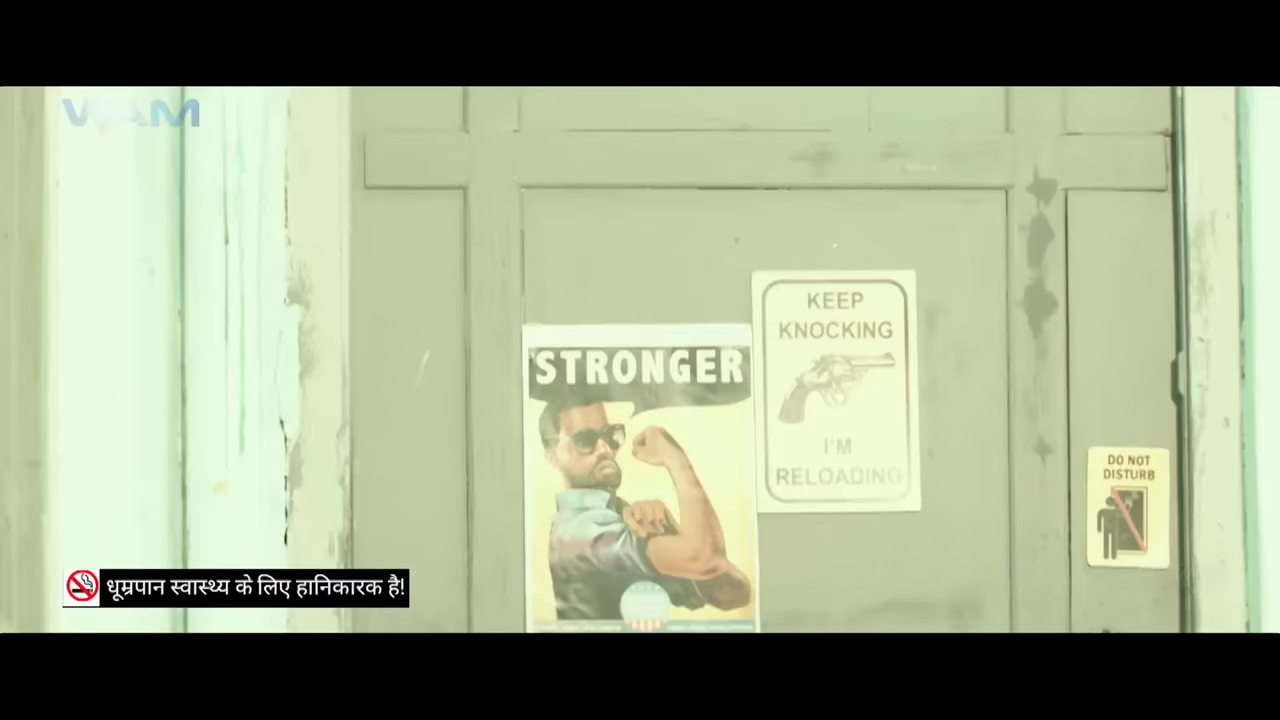 WAM
STRONGER
KEEP
KNOCKING
I'M
RELOADING
DO NOT
DISTURB
धूम्रपान स्वास्थ्य के लिए हानिकारक है!